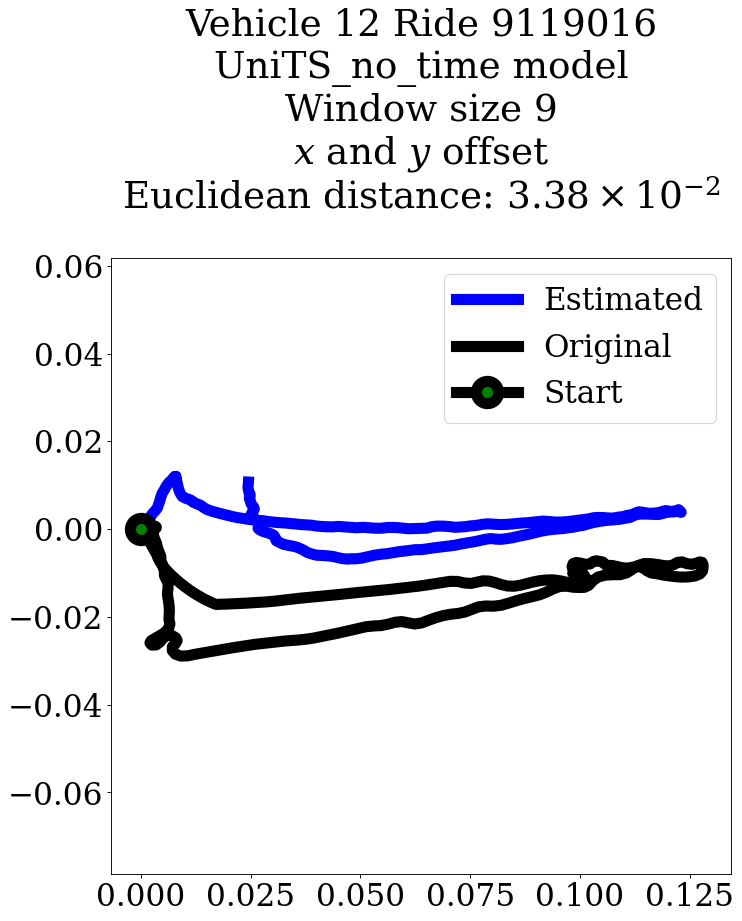 Vehicle 12 Ride 9119016
UniTS_no_time model
Window size 9
x and y offset
Euclidean distance: 3.38 × 10⁻²
Estimated
Original
Start
0.06
0.04
0.02
0.00
−0.02
−0.04
−0.06
0.000 0.025 0.050 0.075 0.100 0.125